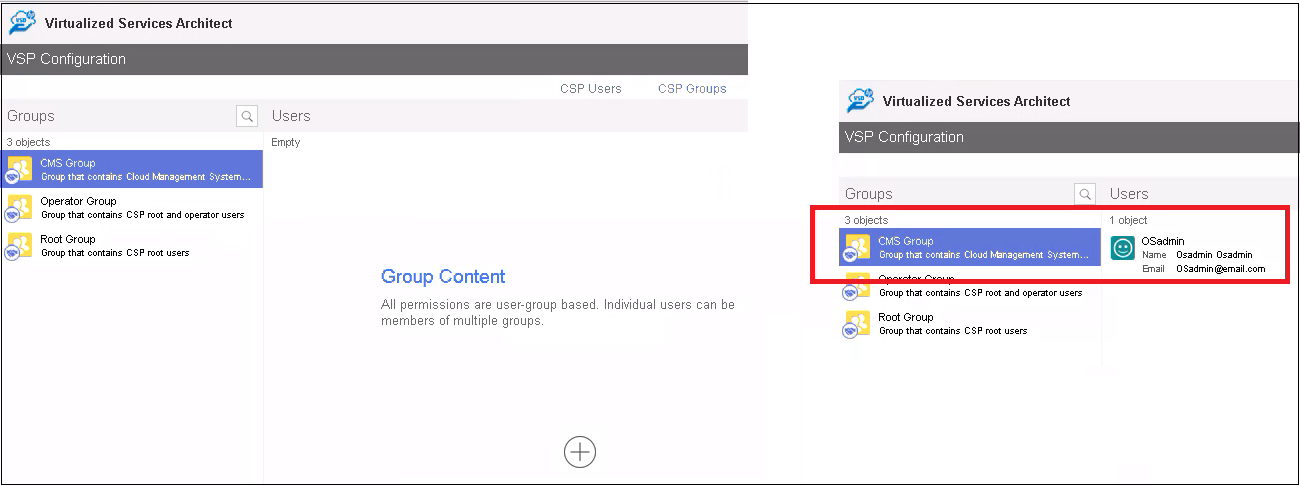 Virtualized Services Architect
VSP Configuration
CSP Users CSP Groups
Groups Users
3 objects Empty
CMS Group
Group that contains Cloud Management System...
Operator Group
Group that contains CSP root and operator users
Root Group
Group that contains CSP root users
Group Content
All permissions are user-group based. Individual users can be
members of multiple groups.
Virtualized Services Architect
VSP Configuration
Groups Users
3 objects 1 object
CMS Group OSadmin
Group that contains Cloud Management System... Name Osadmin Osadmin
Email OSadmin@email.com
Operator Group
Group that contains CSP root and operator users
Root Group
Group that contains CSP root users